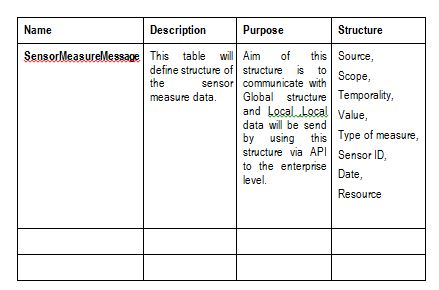 Name
Description
Purpose
Structure
SensorMeasureMessage
This table will
define structure of
the sensor
measure data.
Aim of this
structure is to
communicate with
Global structure
and Local .Local
data will be send
by using this
structure via API
to the enterprise
level.
Source,
Scope,
Temporality,
Value,
Type of measure,
Sensor ID,
Date,
Resource